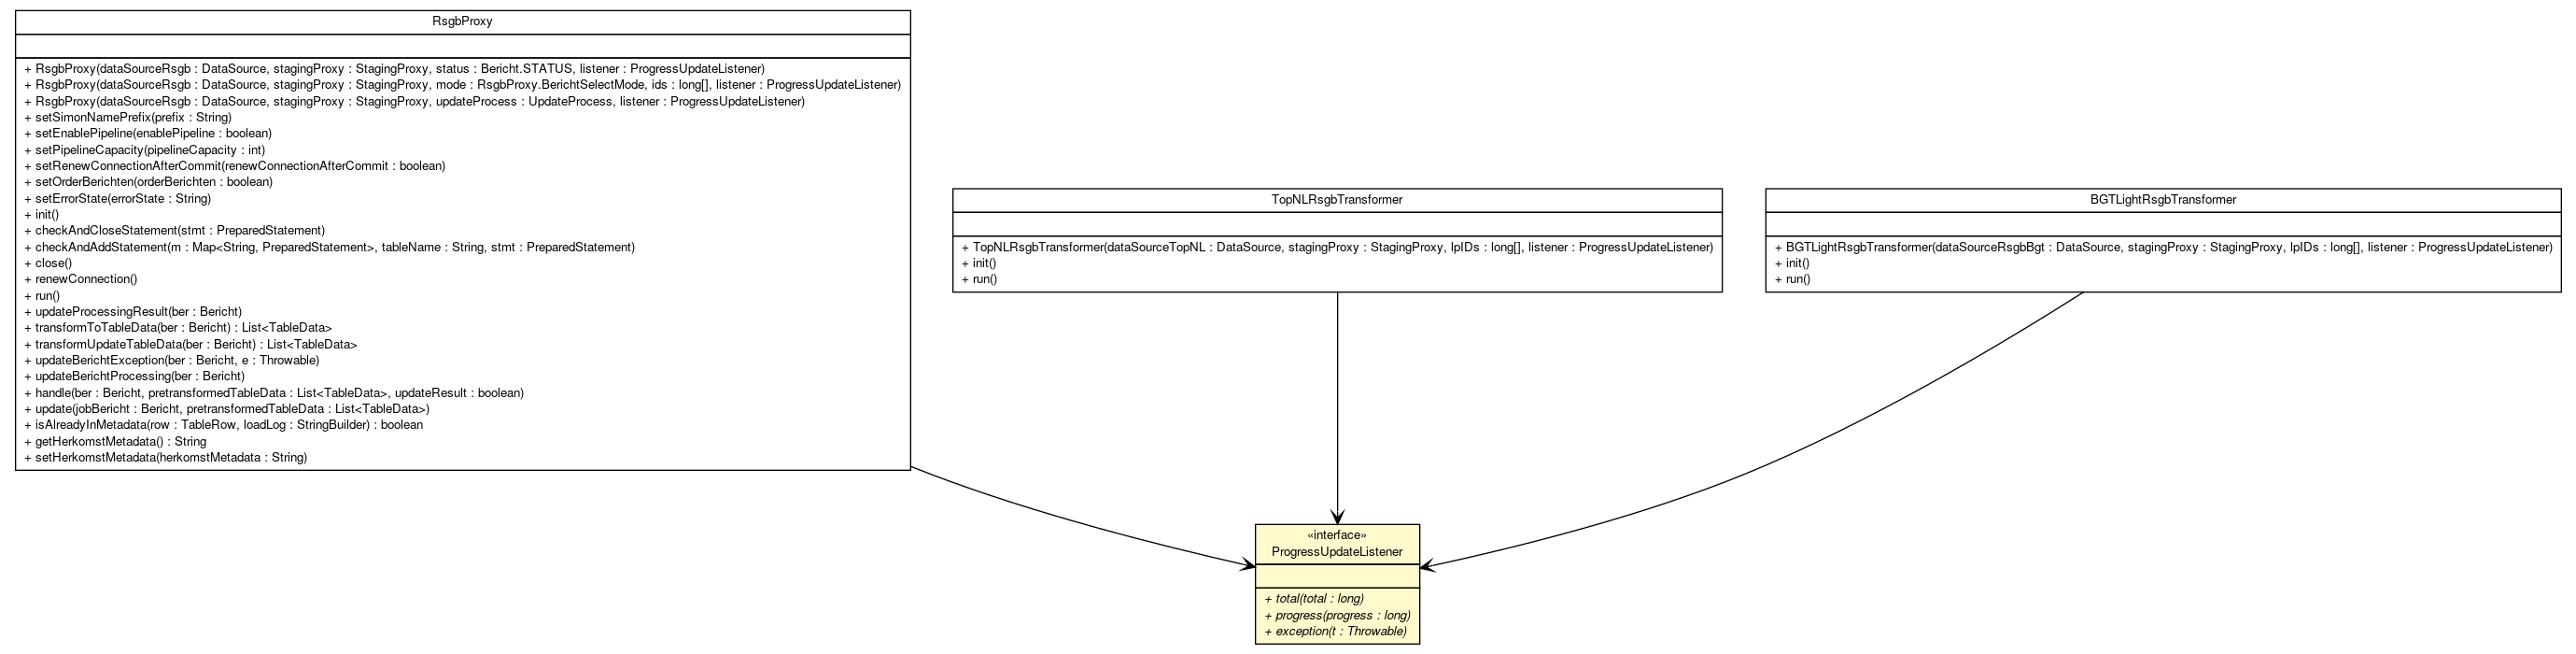 RsgbProxy
+ RsgbProxy(dataSourceRsgb : DataSource, stagingProxy : StagingProxy, status : Bericht.STATUS, listener : ProgressUpdateListener)
+ RsgbProxy(dataSourceRsgb : DataSource, stagingProxy : StagingProxy, mode : RsgbProxy.BerichtSelectMode, ids : long[], listener : ProgressUpdateListener)
+ RsgbProxy(dataSourceRsgb : DataSource, stagingProxy : StagingProxy, updateProcess : UpdateProcess, listener : ProgressUpdateListener)
+ setSimonNamePrefix(prefix : String)
+ setEnablePipeline(enablePipeline : boolean)
+ setPipelineCapacity(pipelineCapacity : int)
+ setRenewConnectionAfterCommit(renewConnectionAfterCommit : boolean)
+ setOrderBerichten(orderBerichten : boolean)
+ setErrorState(errorState : String)
+ init()
+ checkAndCloseStatement(stmt : PreparedStatement)
+ checkAndAddStatement(m : Map<String, PreparedStatement>, tableName : String, stmt : PreparedStatement)
+ close()
+ renewConnection()
+ run()
+ updateProcessingResult(ber : Bericht)
+ transformToTableData(ber : Bericht) : List<TableData>
+ transformUpdateTableData(ber : Bericht) : List<TableData>
+ updateBerichtException(ber : Bericht, e : Throwable)
+ updateBerichtProcessing(ber : Bericht)
+ handle(ber : Bericht, pretransformedTableData : List<TableData>, updateResult : boolean)
+ update(jobBericht : Bericht, pretransformedTableData : List<TableData>)
+ isAlreadyInMetadata(row : TableRow, loadLog : StringBuilder) : boolean
+ getHerkomstMetadata() : String
+ setHerkomstMetadata(herkomstMetadata : String)
TopNLRsgbTransformer
+ TopNLRsgbTransformer(dataSourceTopNL : DataSource, stagingProxy : StagingProxy, lpIDs : long[], listener : ProgressUpdateListener)
+ init()
+ run()
BGTLightRsgbTransformer
+ BGTLightRsgbTransformer(dataSourceRsgbBgt : DataSource, stagingProxy : StagingProxy, lpIDs : long[], listener : ProgressUpdateListener)
+ init()
+ run()
«interface»
ProgressUpdateListener
+ total(total : long)
+ progress(progress : long)
+ exception(t : Throwable)